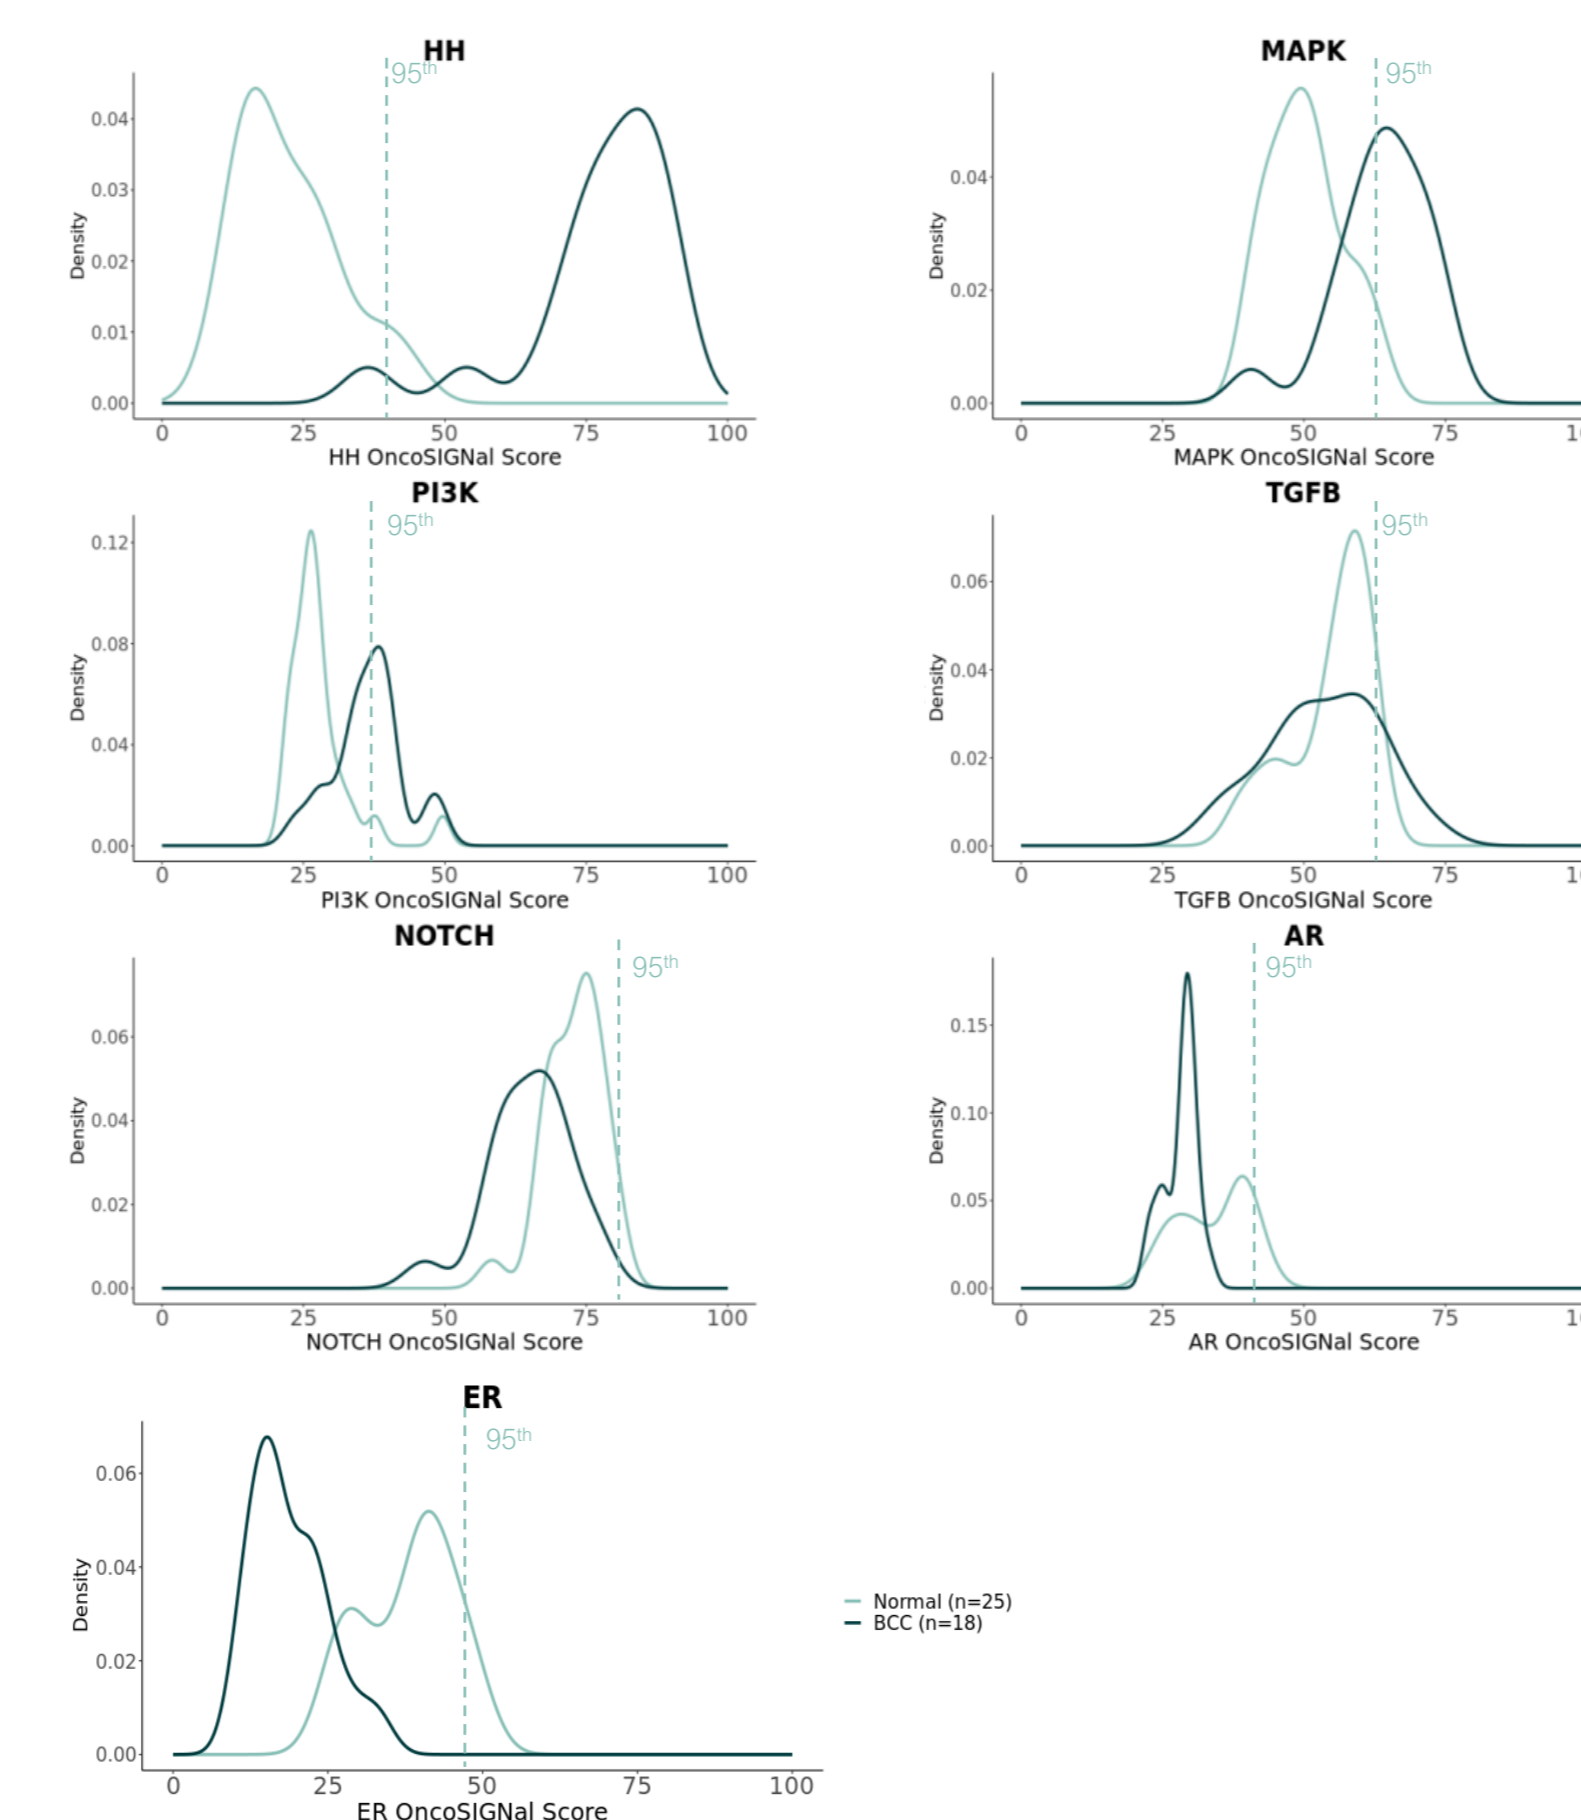 HH
95th
0.04
0.03
0.02
0.01
0.00
Density
0 25 50 75 100
HH OncoSIGNal Score
MAPK
95th
0.04
0.02
0.00
Density
0 25 50 75
MAPK OncoSIGNal Score
PI3K
95th
0.12
0.08
0.04
0.00
Density
0 25 50 75 100
PI3K OncoSIGNal Score
TGFB
95th
0.06
0.04
0.02
0.00
Density
0 25 50 75
TGFB OncoSIGNal Score
NOTCH
95th
0.06
0.04
0.02
0.00
Density
0 25 50 75 100
NOTCH OncoSIGNal Score
AR
95th
0.15
0.10
0.05
0.00
Density
0 25 50 75
AR OncoSIGNal Score
ER
95th
0.06
0.04
0.02
0.00
Density
0 25 50 75 100
ER OncoSIGNal Score
Normal (n=25)
BCC (n=18)